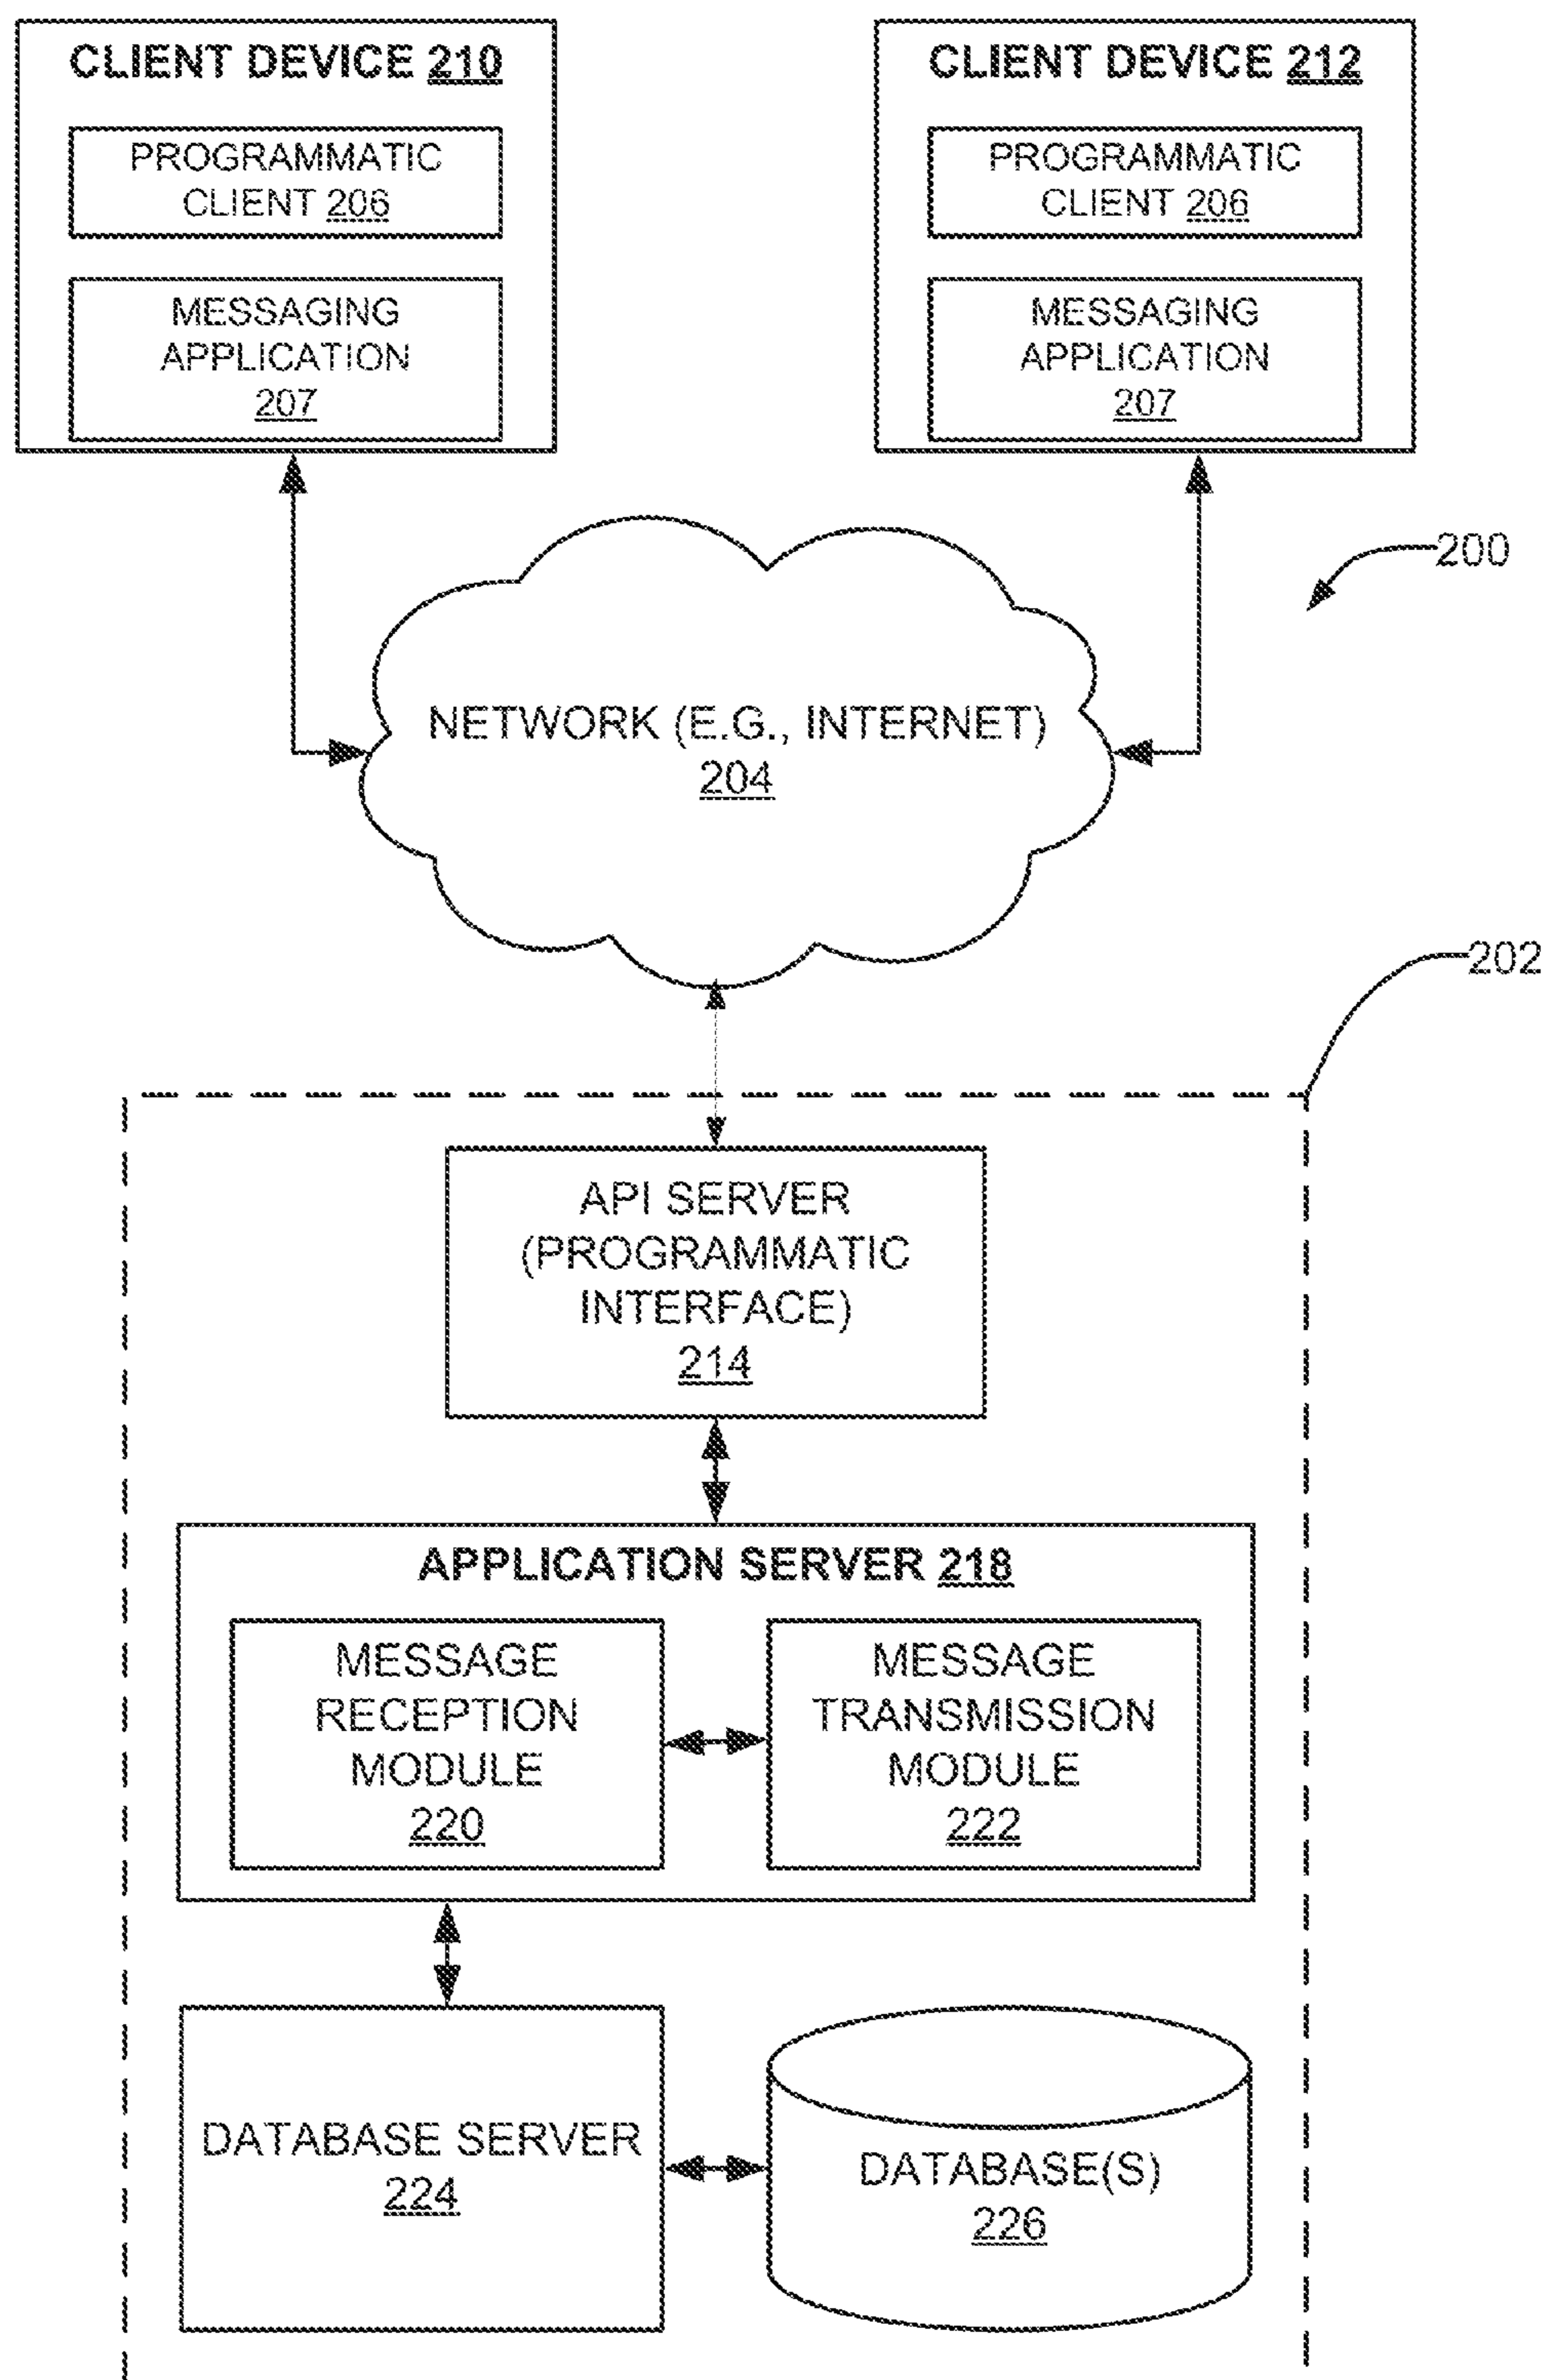 CLIENT DEVICE 210
PROGRAMMATIC
CLIENT 206
MESSAGING
APPLICATION
207
CLIENT DEVICE 212
PROGRAMMATIC
CLIENT 206
MESSAGING
APPLICATION
207
200
NETWORK (E.G., INTERNET)
204
202
API SERVER
(PROGRAMMATIC
INTERFACE)
214
APPLICATION SERVER 218
MESSAGE
RECEPTION
MODULE
220
MESSAGE
TRANSMISSION
MODULE
222
DATABASE SERVER
224
DATABASE(S)
226